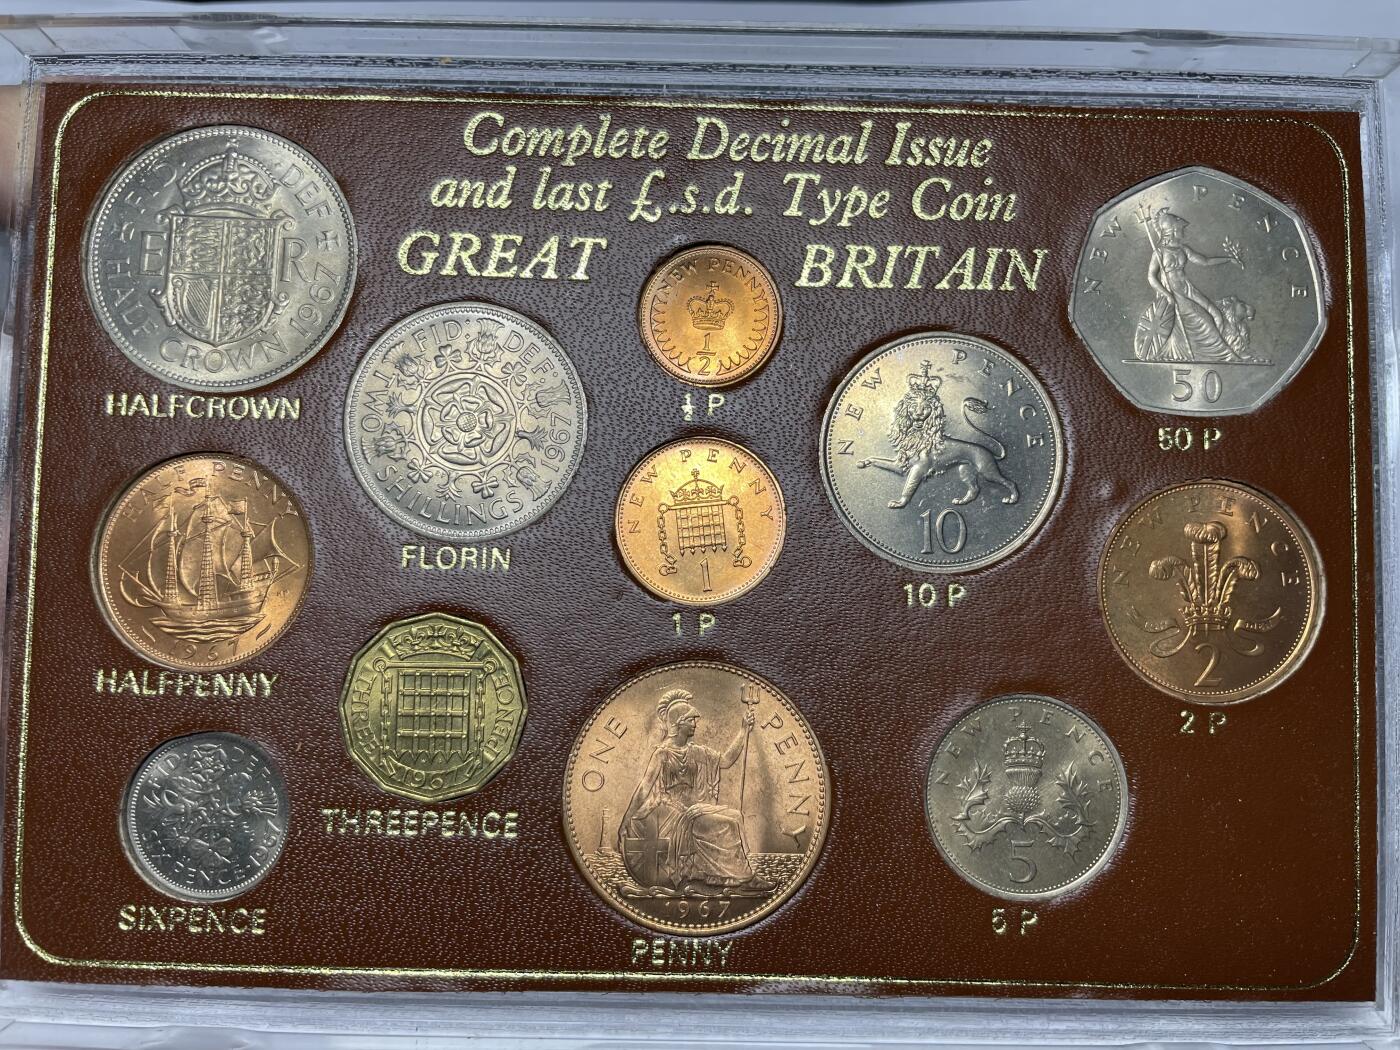 Complete Decimal Issue
and last £.s.d. Type Coin
GREAT BRITAIN
F.D. DEF. 1967
E R
HALF CROWN
HALFCROWN
FID: DEF 1967
TWO SHILLINGS
FLORIN
NEW PENNY
1/2
½ P
NEW PENNY
1
1 P
NEW PENCE
10
10 P
NEW PENCE
50
50 P
HALF PENNY
1967
HALFPENNY
THREE PENCE
1967
THREEPENCE
NEW PENCE
2
2 P
FID DEF
SIXPENCE 1967
SIXPENCE
ONE PENNY
1967
PENNY
NEW PENCE
5
5 P